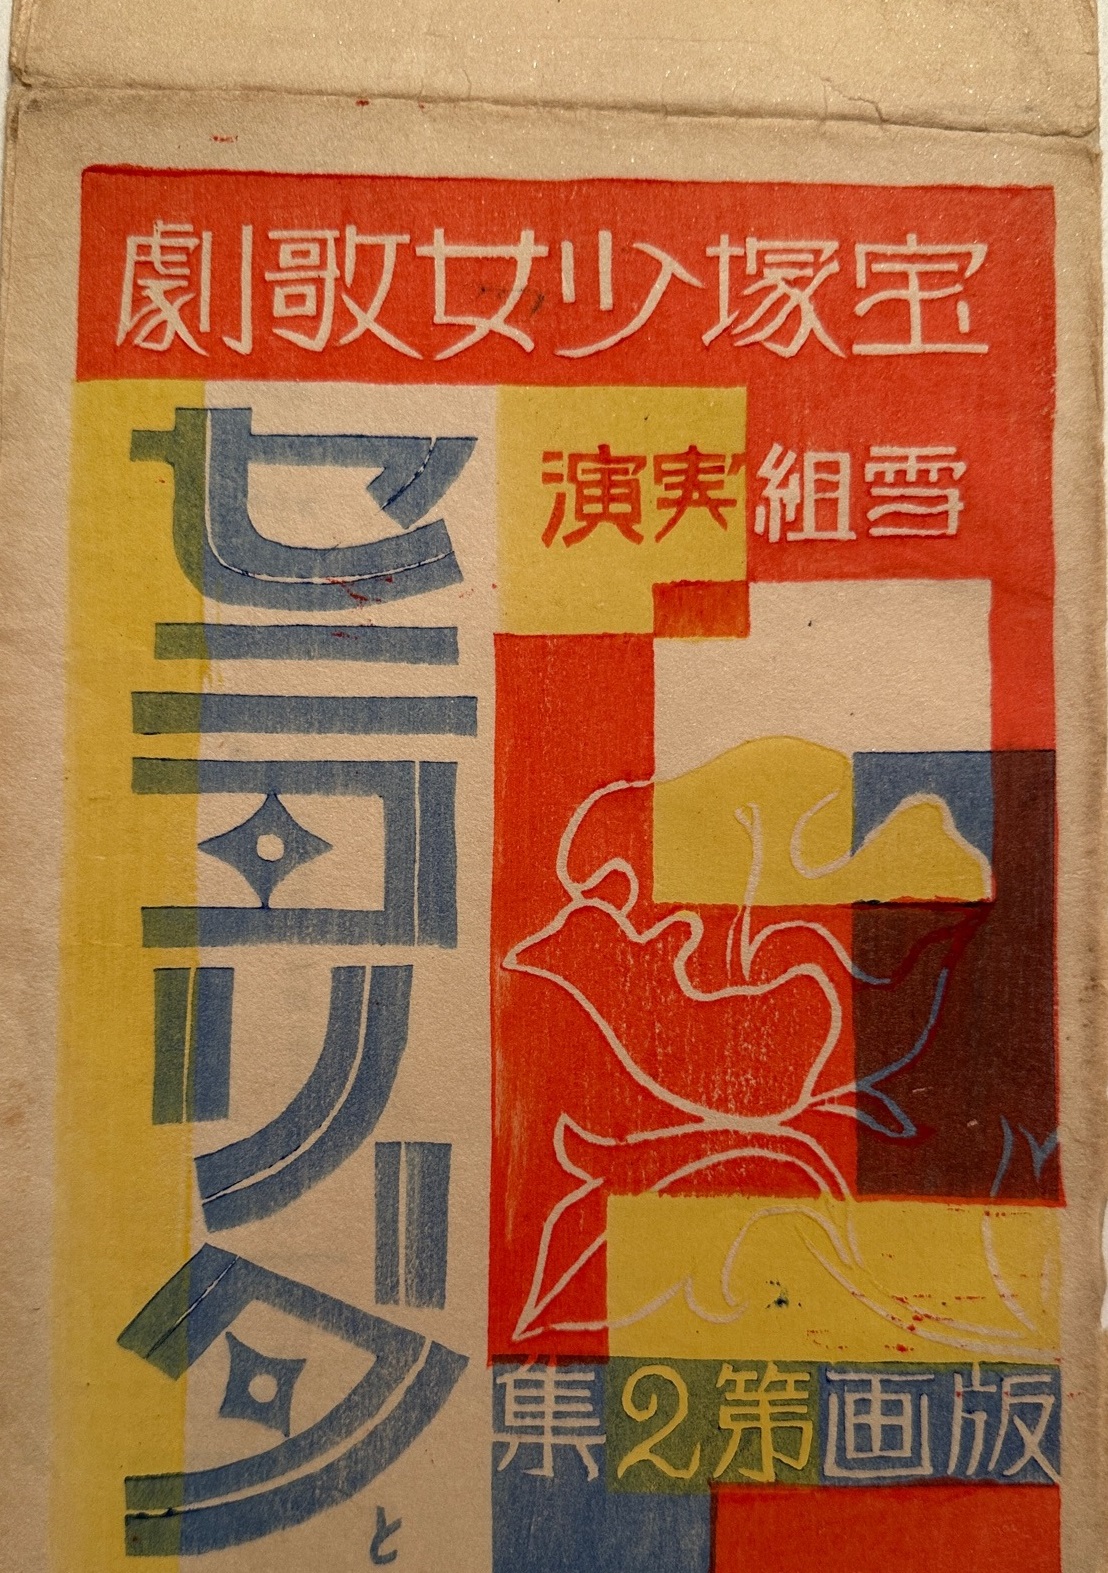 宝塚少女歌劇
雪組実演
版画第2集
セニヨリータ
と